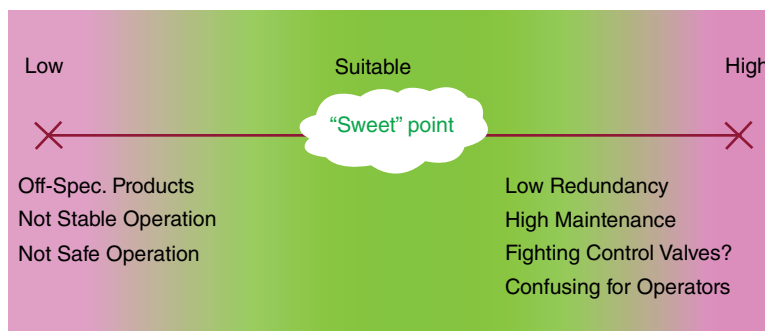 Low
Suitable
High
“Sweet” point
Off-Spec. Products
Not Stable Operation
Not Safe Operation
Low Redundancy
High Maintenance
Fighting Control Valves?
Confusing for Operators